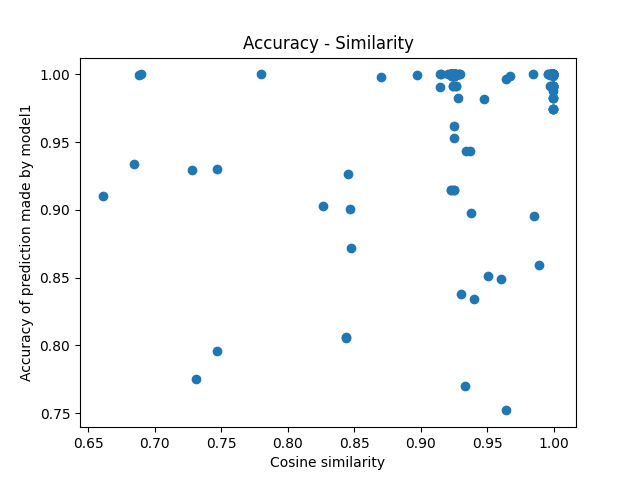 Accuracy - Similarity
Accuracy of prediction made by model1
1.00
0.95
0.90
0.85
0.80
0.75
0.65 0.70 0.75 0.80 0.85 0.90 0.95 1.00
Cosine similarity